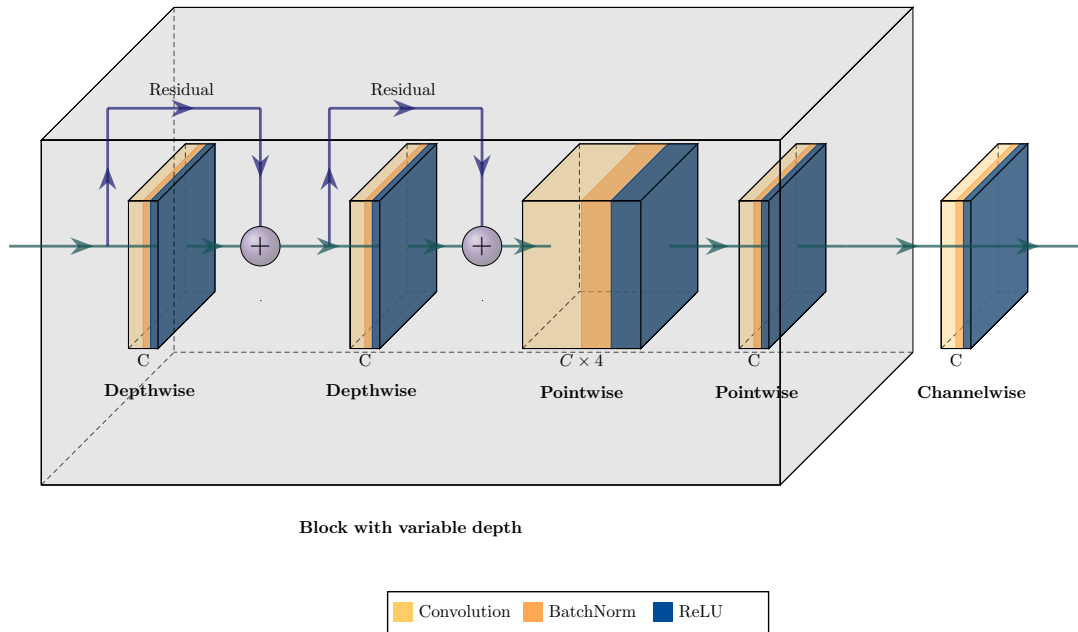 Residual Residual
C C C × 4 C C
Depthwise Depthwise Pointwise Pointwise Channelwise
Block with variable depth
Convolution BatchNorm ReLU